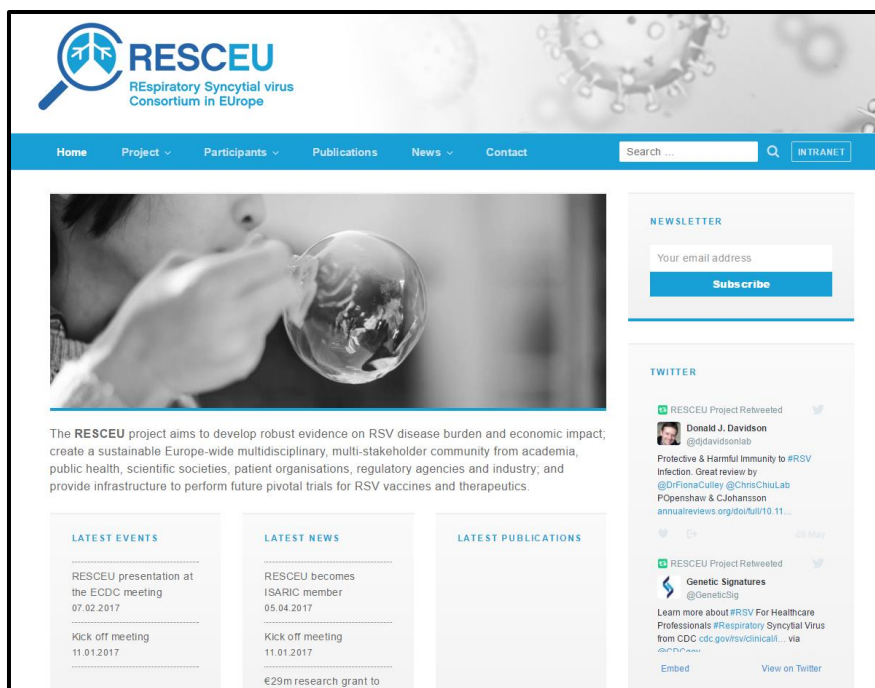 RESCEU
REspiratory Syncytial virus
Consortium in EUrope
Home Project Participants Publications News Contact Search ... INTRANET
The RESCEU project aims to develop robust evidence on RSV disease burden and economic impact;
create a sustainable Europe-wide multidisciplinary, multi-stakeholder community from academia,
public health, scientific societies, patient organisations, regulatory agencies and industry; and
provide infrastructure to perform future pivotal trials for RSV vaccines and therapeutics.
LATEST EVENTS
RESCEU presentation at
the ECDC meeting
07.02.2017
Kick off meeting
11.01.2017
LATEST NEWS
RESCEU becomes
ISARIC member
05.04.2017
Kick off meeting
11.01.2017
€29m research grant to
LATEST PUBLICATIONS
NEWSLETTER
Your email address
Subscribe
TWITTER
RESCEU Project Retweeted
Donald J. Davidson
@djdavidsonlab
Protective & Harmful Immunity to #RSV
Infection. Great review by
@DrFionaCulley @ChrisChiuLab
POpenshaw & CJohansson
annualreviews.org/doi/full/10.11...
09 May
RESCEU Project Retweeted
Genetic Signatures
@GeneticSig
Learn more about #RSV For Healthcare
Professionals #Respiratory Syncytial Virus
from CDC cdc.gov/rsv/clinical/i... via
Embed View on Twitter